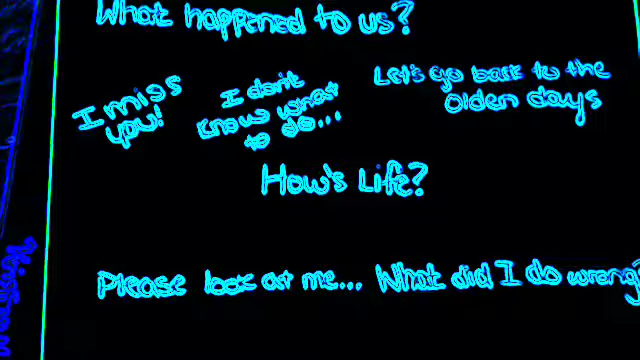 What happened to us?
I miss
you!
I don't
know what
to do...
Let's go back to the
olden days
How's Life?
Please look at me... What did I do wrong?